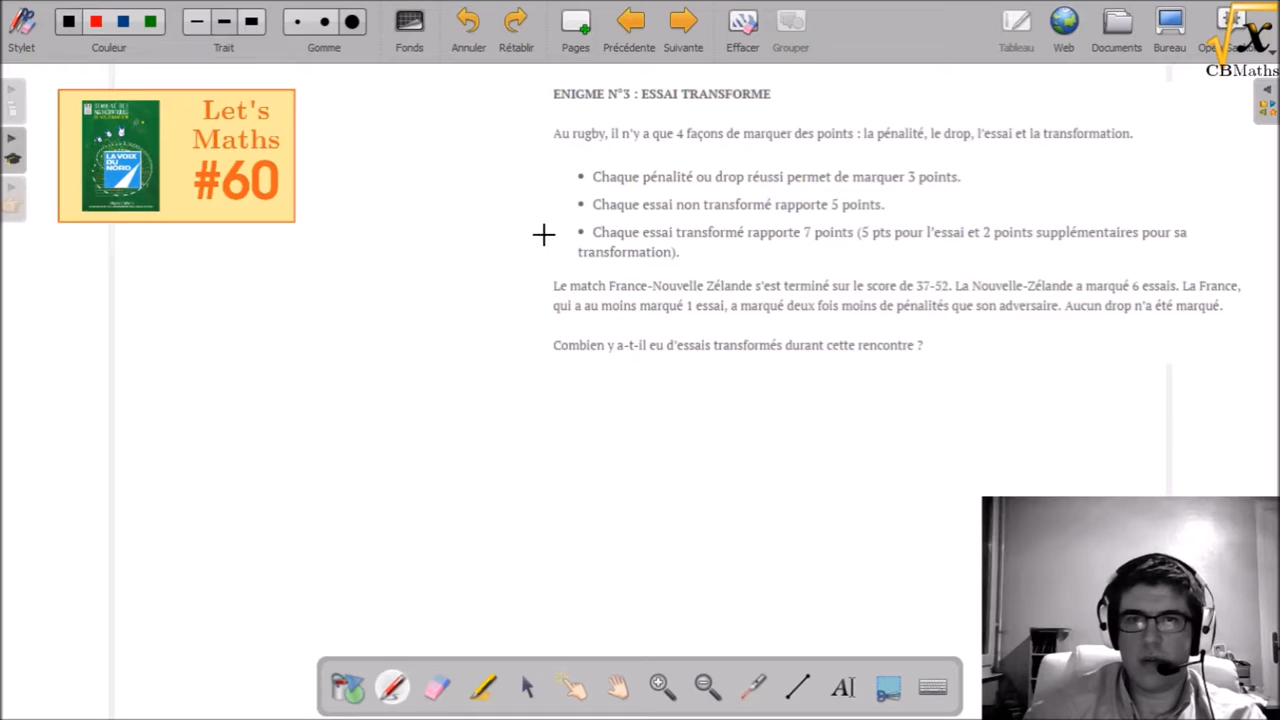 Stylet
Couleur
Trait
Gomme
Fonds
Annuler
Rétablir
Pages
Précédente
Suivante
Effacer
Grouper
Tableau
Web
Documents
Bureau
CBMaths
Let's
Maths
#60
LA VOIX
DU
NORD
ENIGME N°3 : ESSAI TRANSFORME
Au rugby, il n’y a que 4 façons de marquer des points : la pénalité, le drop, l’essai et la transformation.
• Chaque pénalité ou drop réussi permet de marquer 3 points.
• Chaque essai non transformé rapporte 5 points.
• Chaque essai transformé rapporte 7 points (5 pts pour l’essai et 2 points supplémentaires pour sa
transformation).
Le match France-Nouvelle Zélande s’est terminé sur le score de 37-52. La Nouvelle-Zélande a marqué 6 essais. La France,
qui a au moins marqué 1 essai, a marqué deux fois moins de pénalités que son adversaire. Aucun drop n’a été marqué.
Combien y a-t-il eu d’essais transformés durant cette rencontre ?